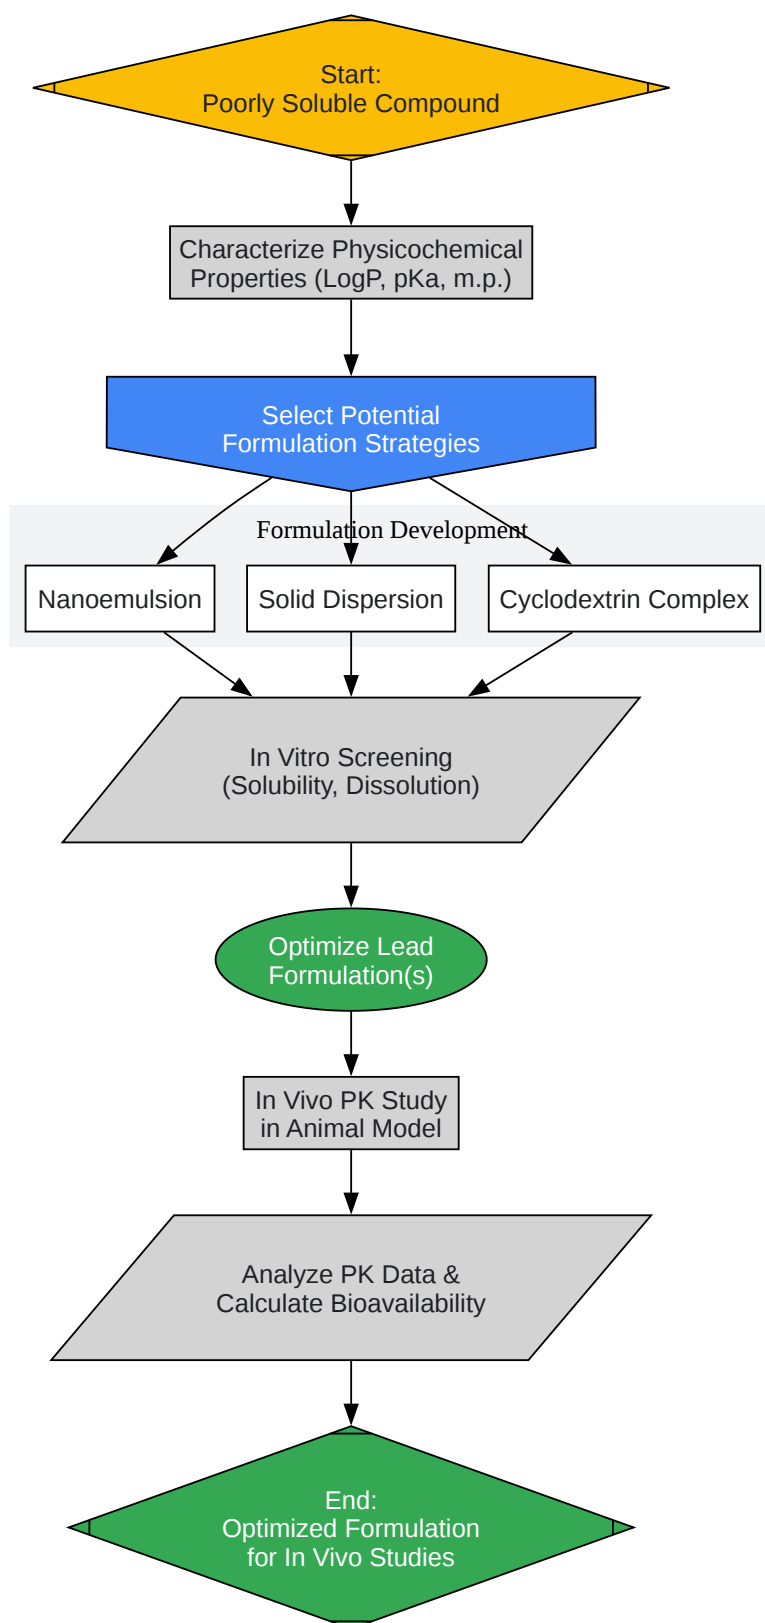 Start:
Poorly Soluble Compound
Characterize Physicochemical
Properties (LogP, pKa, m.p.)
Select Potential
Formulation Strategies
Formulation Development
Nanoemulsion
Solid Dispersion
Cyclodextrin Complex
In Vitro Screening
(Solubility, Dissolution)
Optimize Lead
Formulation(s)
In Vivo PK Study
in Animal Model
Analyze PK Data &
Calculate Bioavailability
End:
Optimized Formulation
for In Vivo Studies